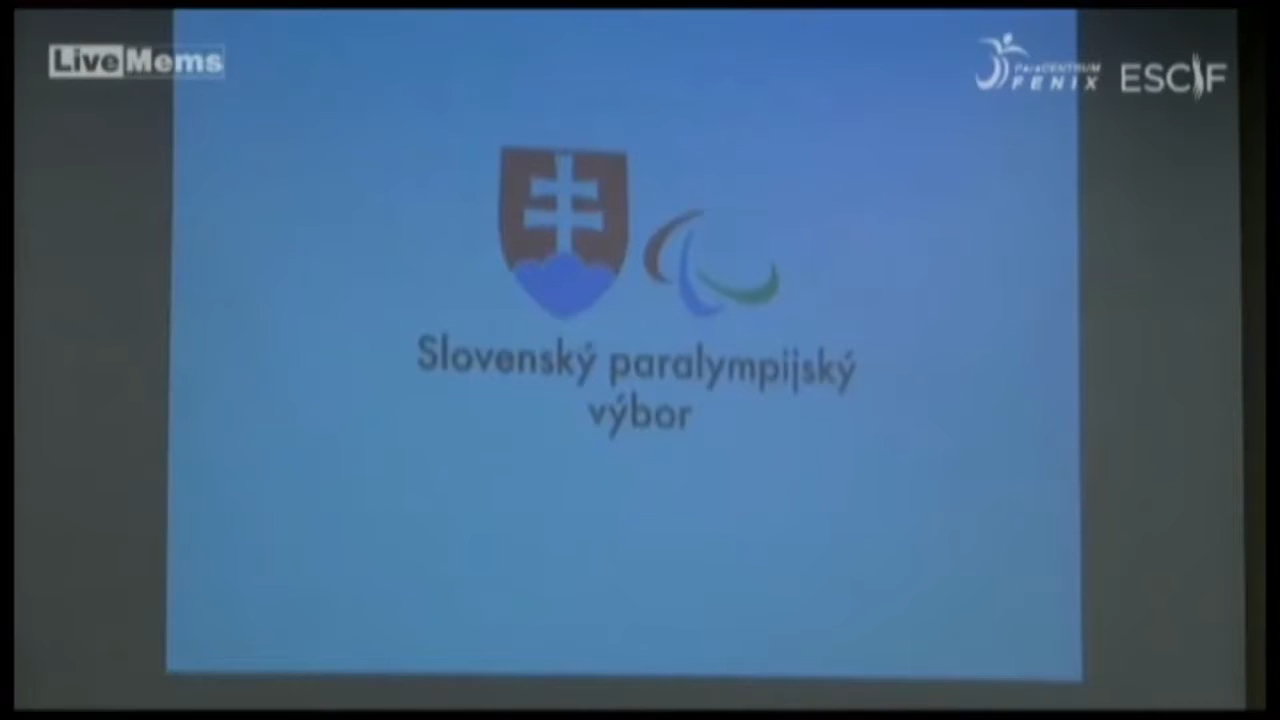 LiveMems
ParaCENTRUM
FENIX
ESCIF
Slovenský paralympijský
výbor